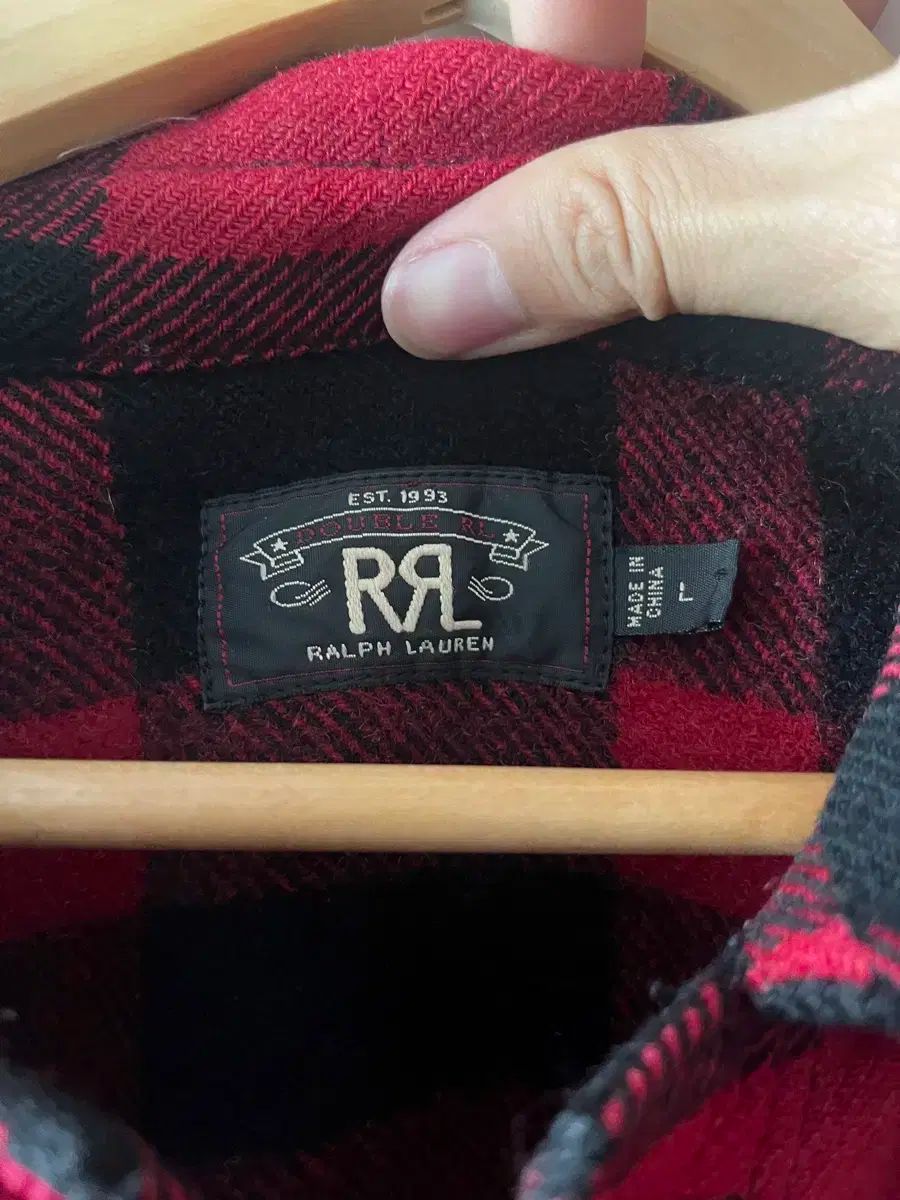 EST. 1993
DOUBLE RL
RRL
RALPH LAUREN
MADE IN
CHINA
L